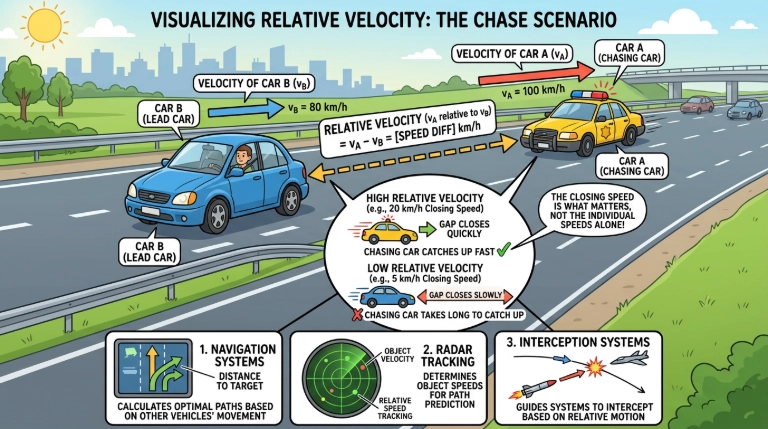 VISUALIZING RELATIVE VELOCITY: THE CHASE SCENARIO
VELOCITY OF CAR B (vB)
vB = 80 km/h
CAR B
(LEAD CAR)
VELOCITY OF CAR A (vA)
vA = 100 km/h
CAR A
(CHASING CAR)
RELATIVE VELOCITY (vA relative to vB)
= vA – vB = [SPEED DIFF] km/h
CAR A
(CHASING CAR)
CAR B
(LEAD CAR)
HIGH RELATIVE VELOCITY
(e.g., 20 km/h Closing Speed)
GAP CLOSES
QUICKLY
CHASING CAR CATCHES UP FAST ✓
LOW RELATIVE VELOCITY
(e.g., 5 km/h Closing Speed)
GAP CLOSES SLOWLY
✗ CHASING CAR TAKES LONG TO CATCH UP
THE CLOSING SPEED
IS WHAT MATTERS,
NOT THE INDIVIDUAL
SPEEDS ALONE!
1. NAVIGATION
SYSTEMS
DISTANCE
TO TARGET
CALCULATES OPTIMAL PATHS BASED
ON OTHER VEHICLES' MOVEMENT
OBJECT
VELOCITY
RELATIVE
SPEED TRACKING
2. RADAR
TRACKING
DETERMINES
OBJECT SPEEDS
FOR PATH
PREDICTION
3. INTERCEPTION SYSTEMS
GUIDES SYSTEMS TO INTERCEPT
BASED ON RELATIVE MOTION